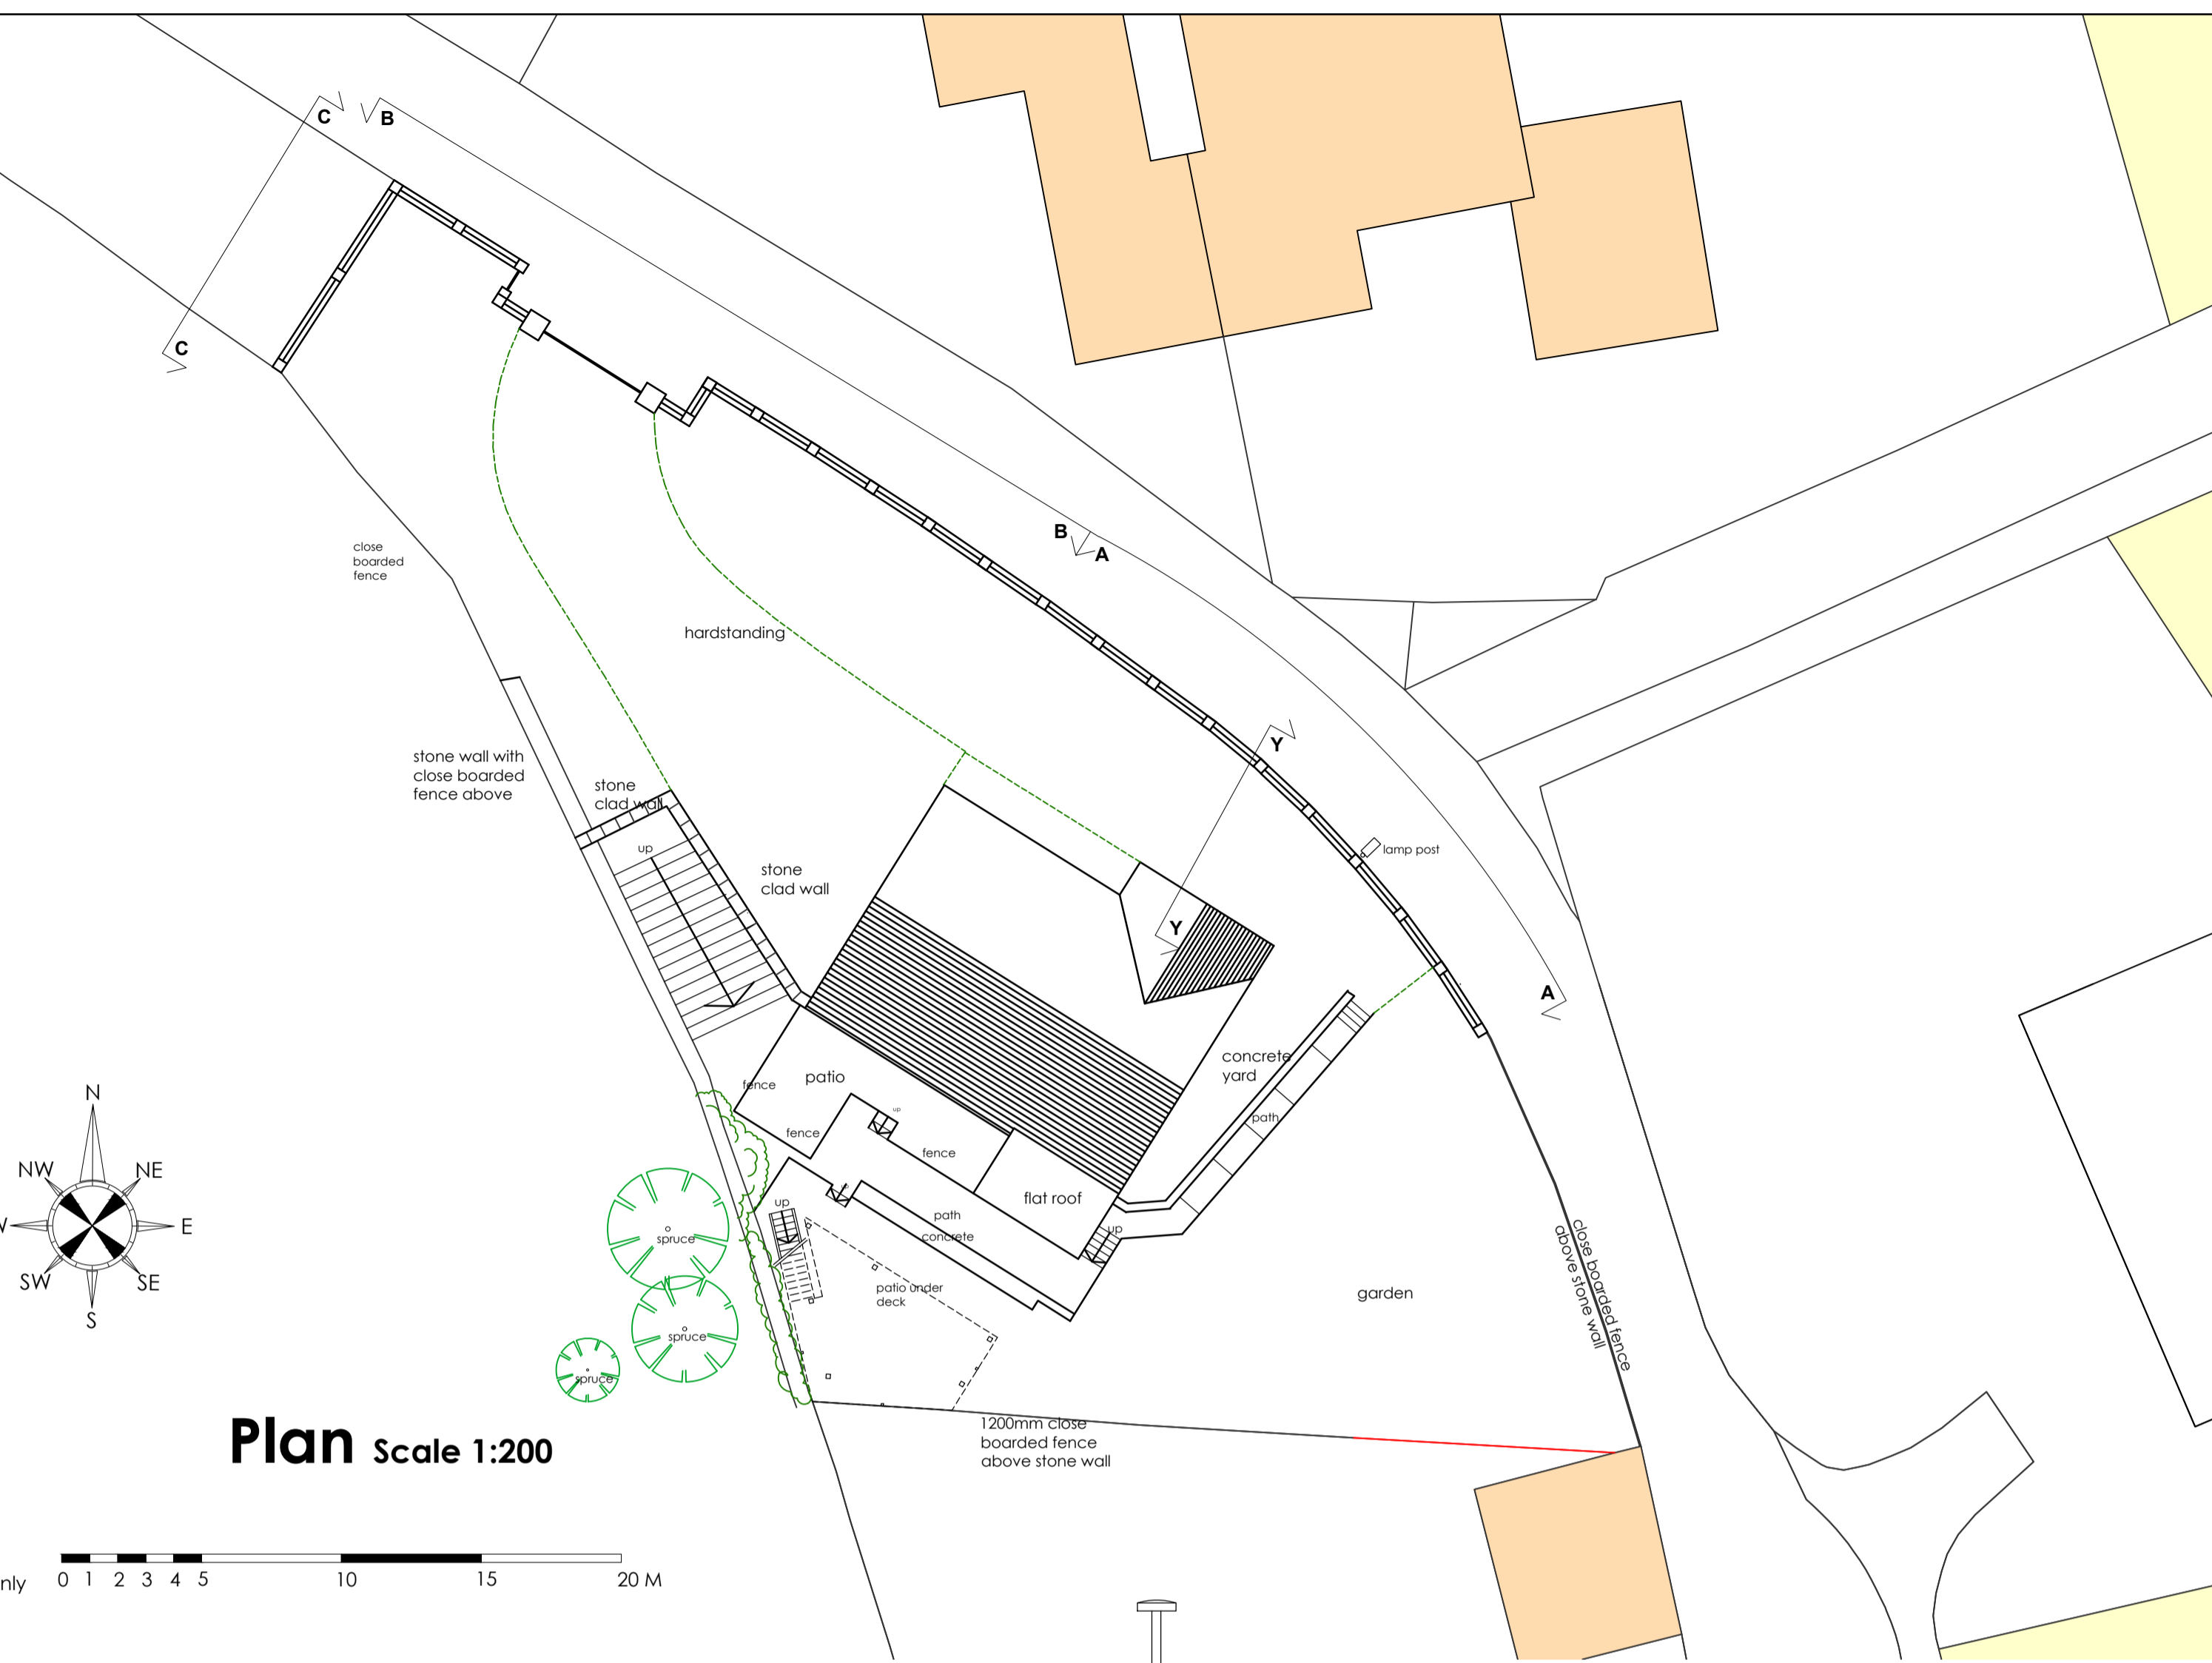 C
B
C
B
A
close
boarded
fence
hardstanding
stone wall with
close boarded
fence above
stone
clad wall
Y
lamp post
up
stone
clad wall
Y
A
concrete
yard
patio
fence
up
path
fence
fence
flat roof
up
up
up
path
concrete
spruce
patio under
deck
garden
close boarded fence
above stone wall
spruce
spruce
1200mm close
boarded fence
above stone wall
N
NW
NE
E
SW
SE
S
Plan Scale 1:200
0 1 2 3 4 5 10 15 20 M
nly